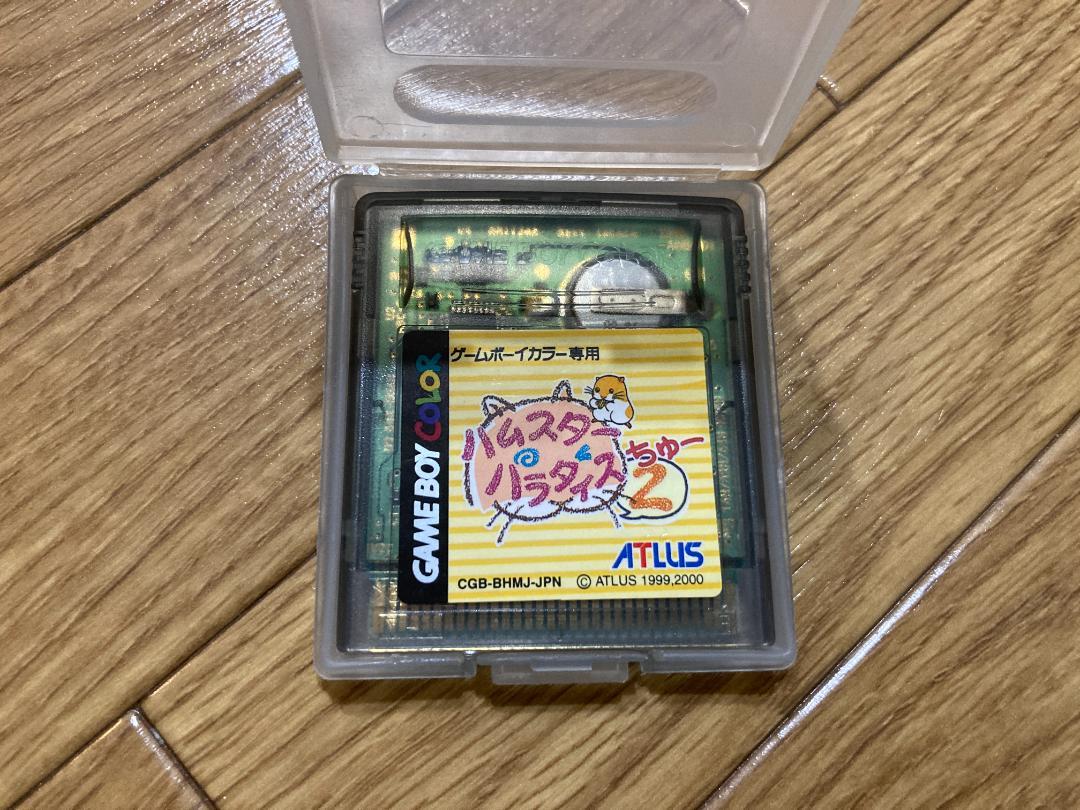 ゲームボーイカラー専用
GAME BOY COLOR
ハムスター
パラダイス
ちゅー
2
ATLUS
CGB-BHMJ-JPN © ATLUS 1999,2000